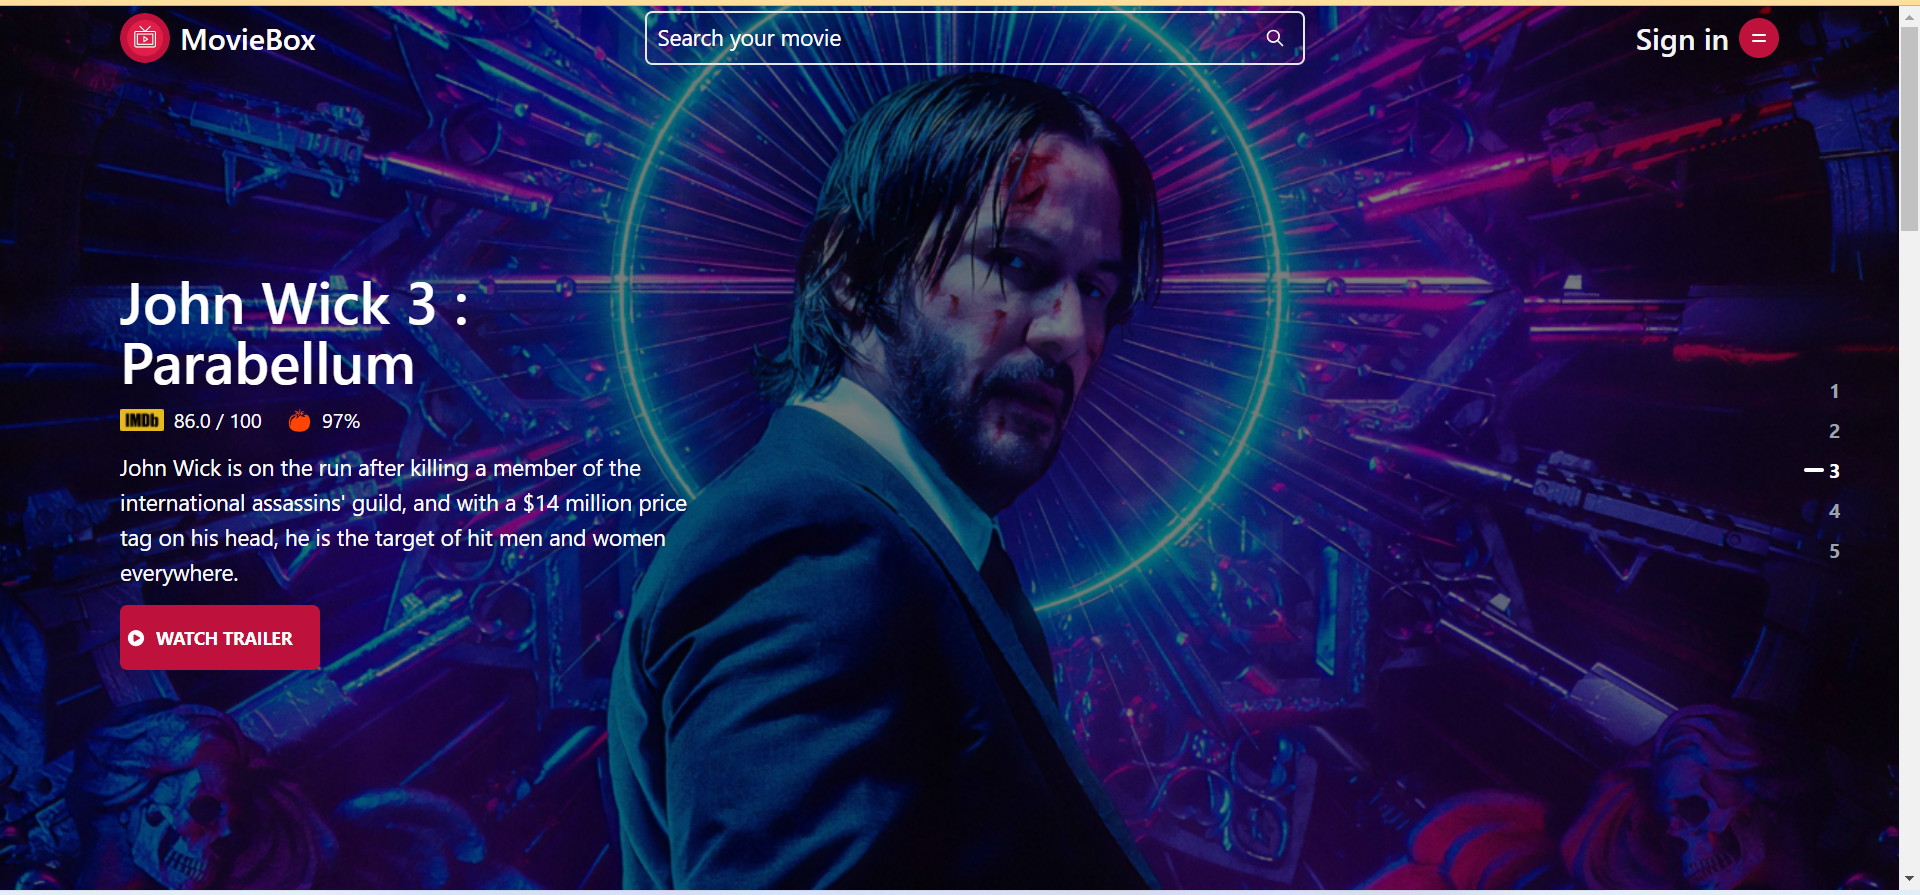 MovieBox
Search your movie
Sign in
John Wick 3 :
Parabellum
IMDb 86.0 / 100 97%
John Wick is on the run after killing a member of the
international assassins' guild, and with a $14 million price
tag on his head, he is the target of hit men and women
everywhere.
WATCH TRAILER
1
2
3
4
5